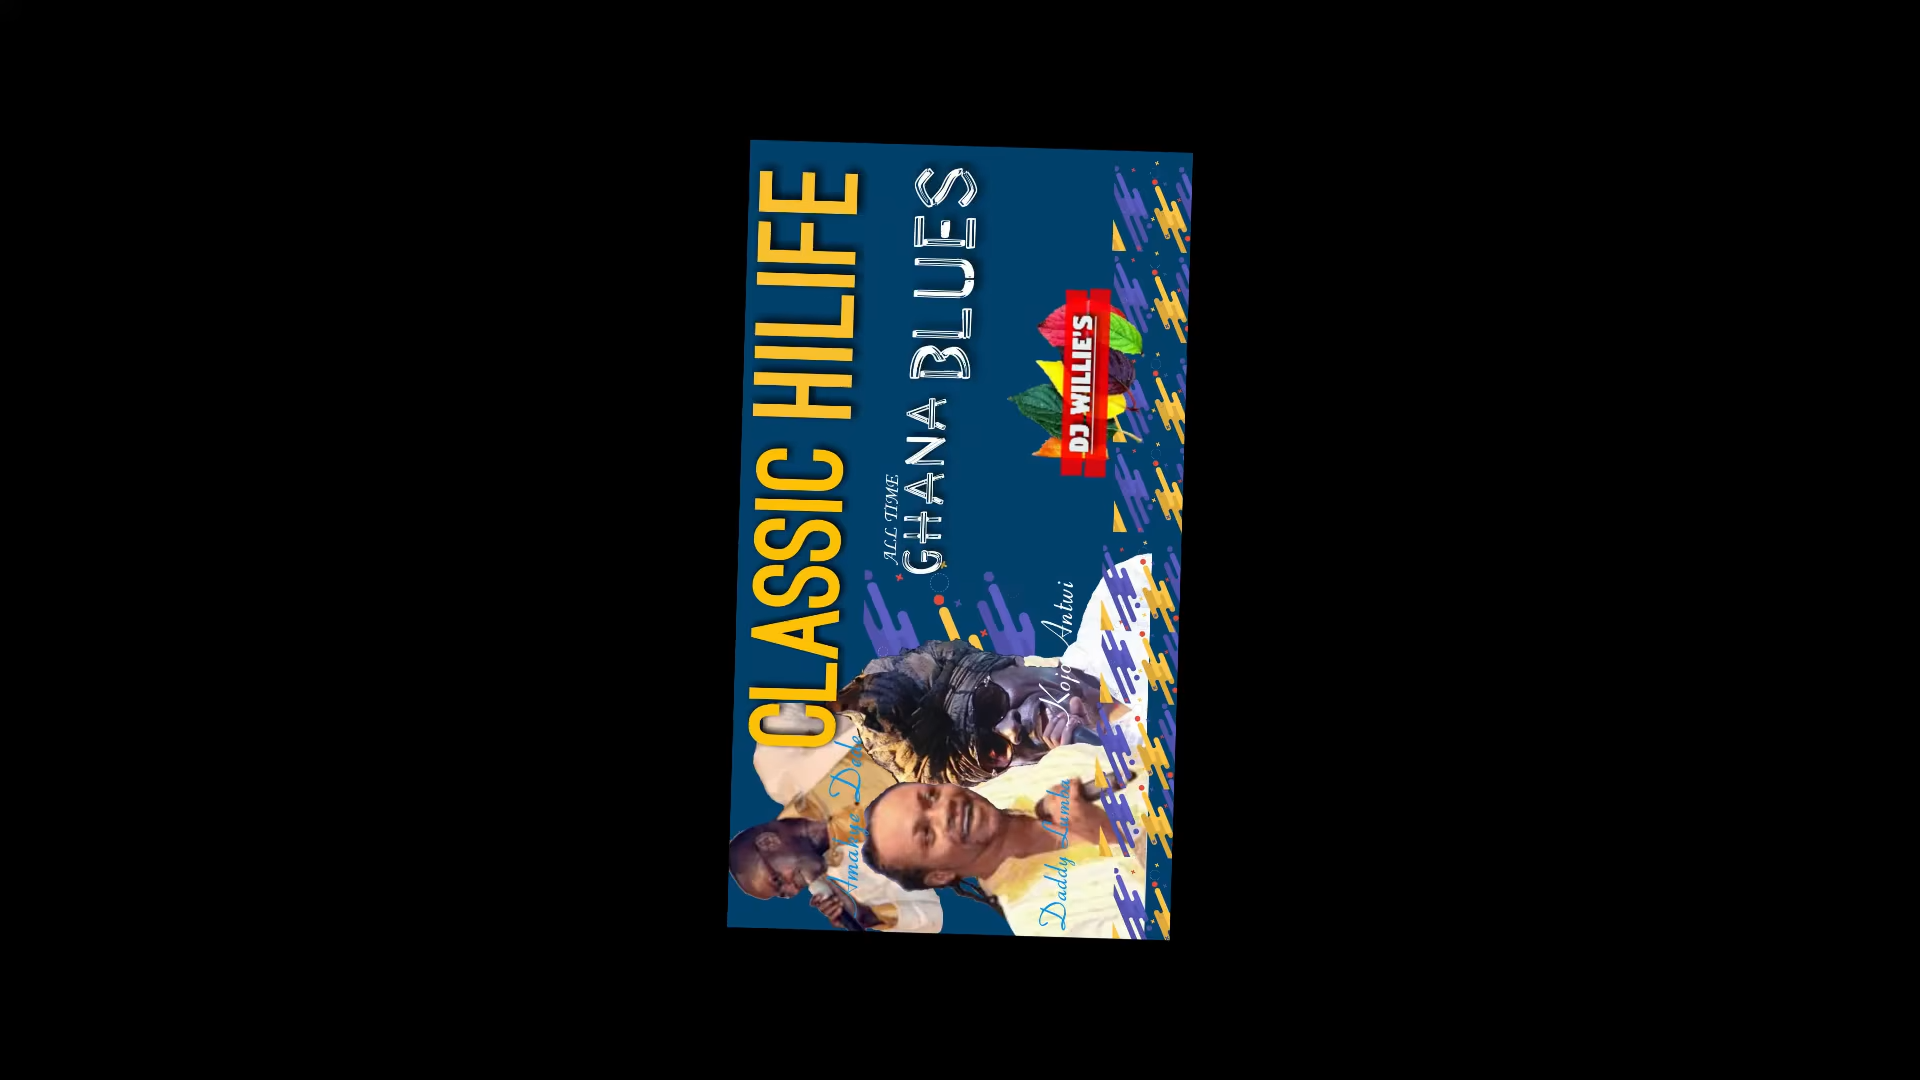 CLASSIC HILIFE
ALL TIME
GHANA BLUES
Amakye Dede
Kojo Antwi
Daddy Lumba
DJ WILLIE'S